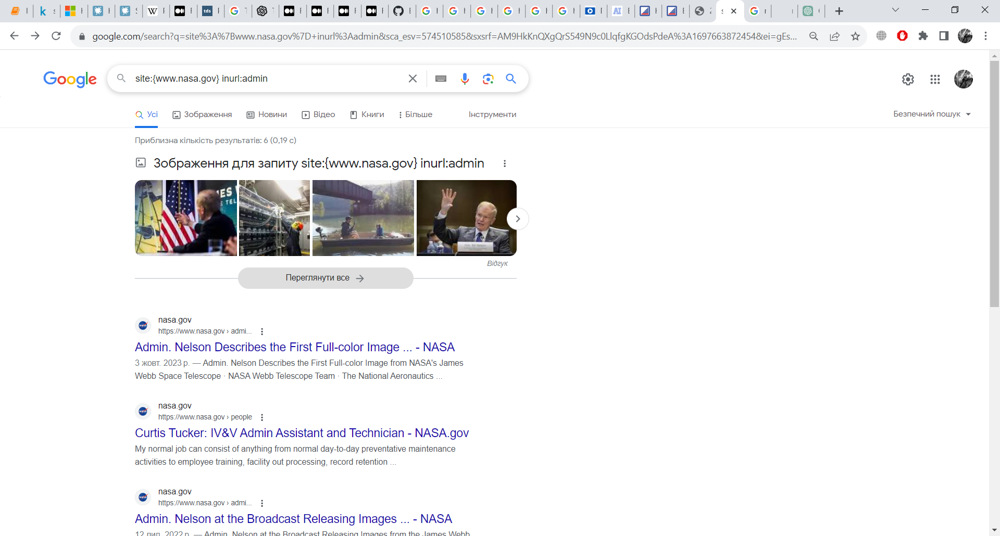 google.com/search?q=site%3A%7Bwww.nasa.gov%7D+inurl%3Aadmin&sca_esv=574510585&sxsrf=AM9HkKnQXgQrS549N9c0LlqfgKGOdsPdeA%3A1697663872454&ei=gEs...
Google
site:{www.nasa.gov} inurl:admin
Усі
Зображення
Новини
Відео
Книги
Більше
Інструменти
Безпечний пошук
Приблизна кількість результатів: 6 (0,19 с)
Зображення для запиту site:{www.nasa.gov} inurl:admin
Відгук
Переглянути все
nasa.gov
https://www.nasa.gov › admi...
Admin. Nelson Describes the First Full-color Image ... - NASA
3 жовт. 2023 р. — Admin. Nelson Describes the First Full-color Image from NASA's James
Webb Space Telescope · NASA Webb Telescope Team · The National Aeronautics ...
nasa.gov
https://www.nasa.gov › people
Curtis Tucker: IV&V Admin Assistant and Technician - NASA.gov
My normal job can consist of anything from normal day-to-day preventative maintenance
activities to employee training, facility out processing, record retention ...
nasa.gov
https://www.nasa.gov › admi...
Admin. Nelson at the Broadcast Releasing Images ... - NASA
12 лип. 2022 р. — Admin. Nelson at the Broadcast Releasing Images from the James Webb